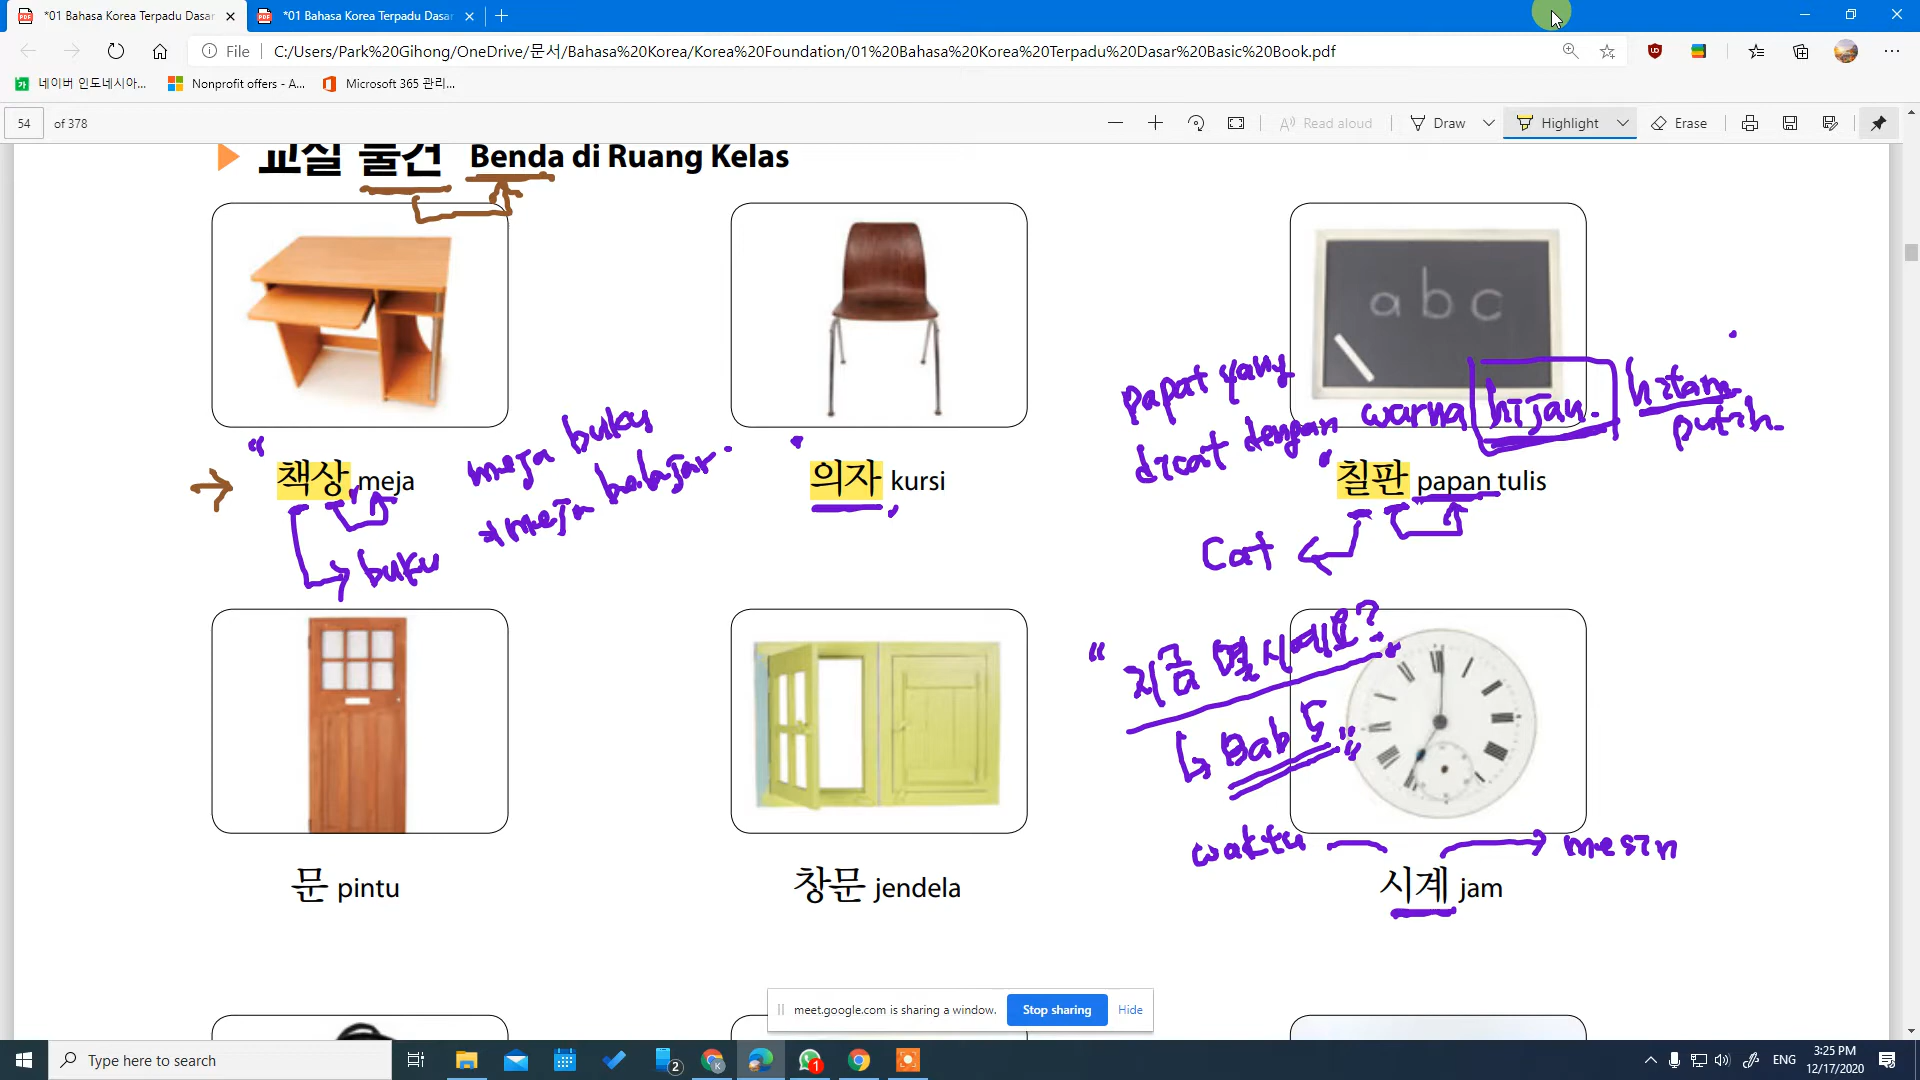 *01 Bahasa Korea Terpadu Dasar
*01 Bahasa Korea Terpadu Dasar
File
C:/Users/Park%20Gihong/OneDrive/문서/Bahasa%20Korea/Korea%20Foundation/01%20Bahasa%20Korea%20Terpadu%20Dasar%20Basic%20Book.pdf
네이버 인도네시아...
Nonprofit offers - A...
Microsoft 365 관리...
54 of 378
Read aloud
Draw
Highlight
Erase
교실 물건 Benda di Ruang Kelas
a b c
papat yang
dicat dengan warna hijau.
hitam
putih
책상 meja
meja buku
→ meja belajar
buku
의자 kursi
칠판 papan tulis
Cat
"지금 몇 시예요?
Bab 5"
waktu
mesin
문 pintu
창문 jendela
시계 jam
meet.google.com is sharing a window.
Stop sharing
Hide
Type here to search
2
1
ENG
3:25 PM
12/17/2020